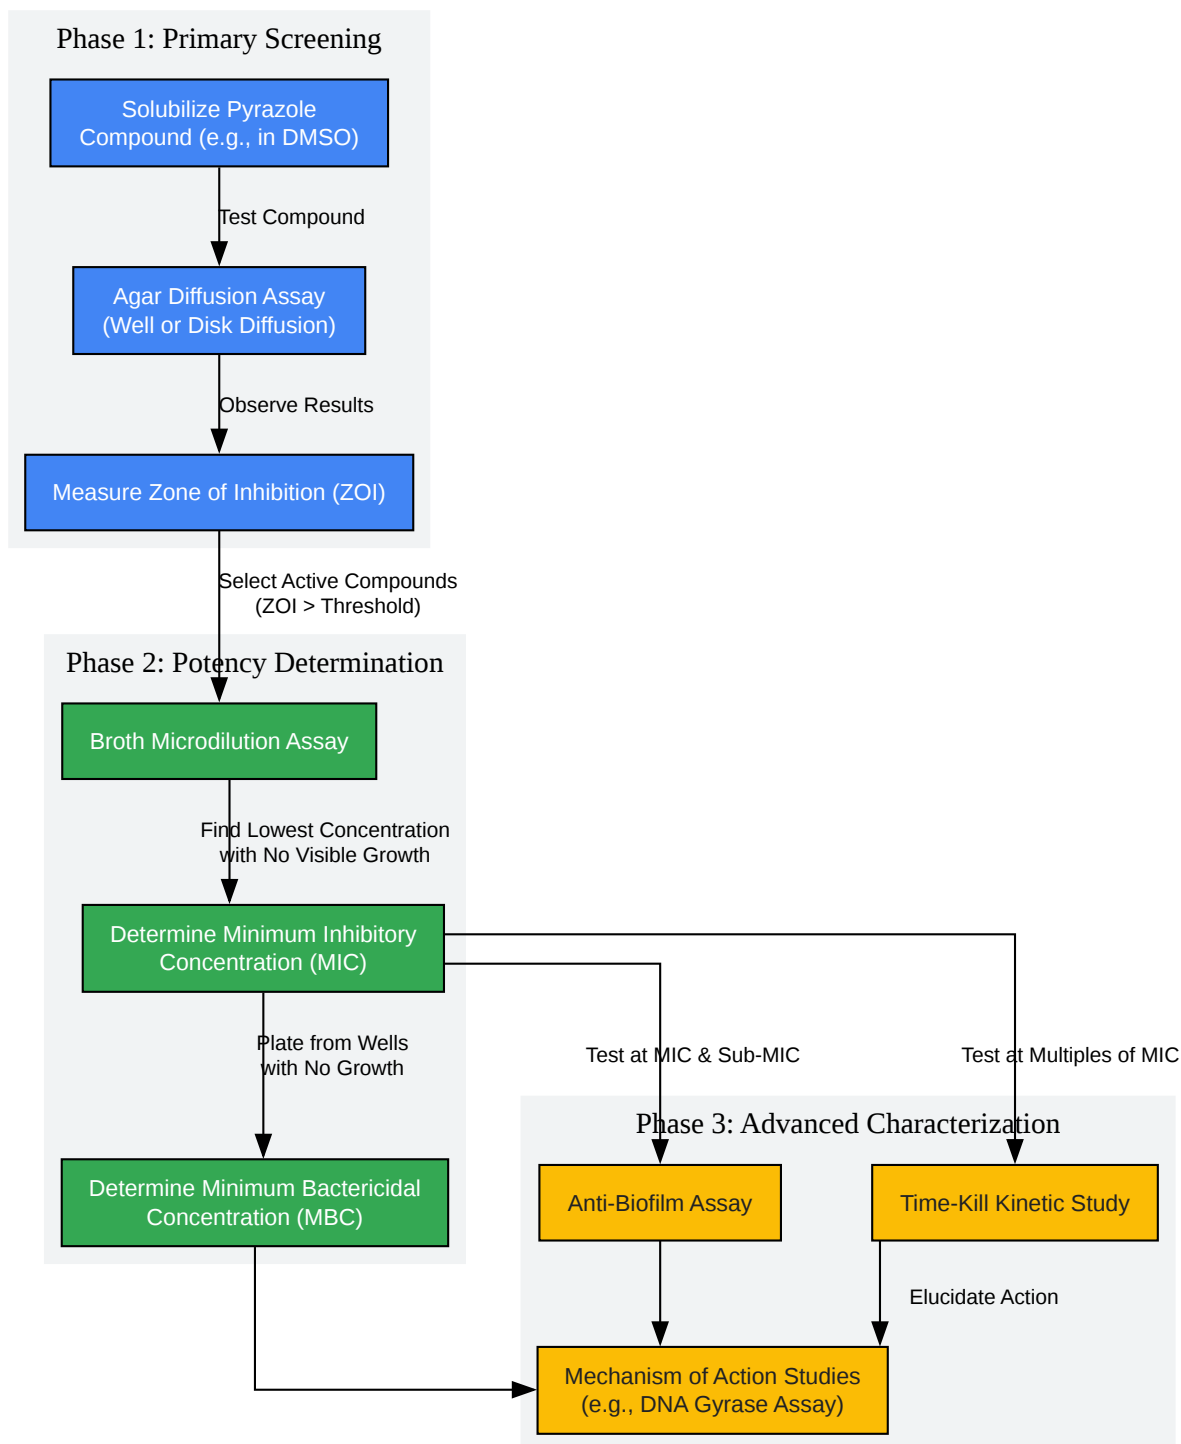 Phase 1: Primary Screening
Solubilize Pyrazole
Compound (e.g., in DMSO)
Test Compound
Agar Diffusion Assay
(Well or Disk Diffusion)
Observe Results
Measure Zone of Inhibition (ZOI)
Select Active Compounds
(ZOI > Threshold)
Phase 2: Potency Determination
Broth Microdilution Assay
Find Lowest Concentration
with No Visible Growth
Determine Minimum Inhibitory
Concentration (MIC)
Plate from Wells
with No Growth
Test at MIC & Sub-MIC
Test at Multiples of MIC
Phase 3: Advanced Characterization
Determine Minimum Bactericidal
Concentration (MBC)
Anti-Biofilm Assay
Time-Kill Kinetic Study
Elucidate Action
Mechanism of Action Studies
(e.g., DNA Gyrase Assay)